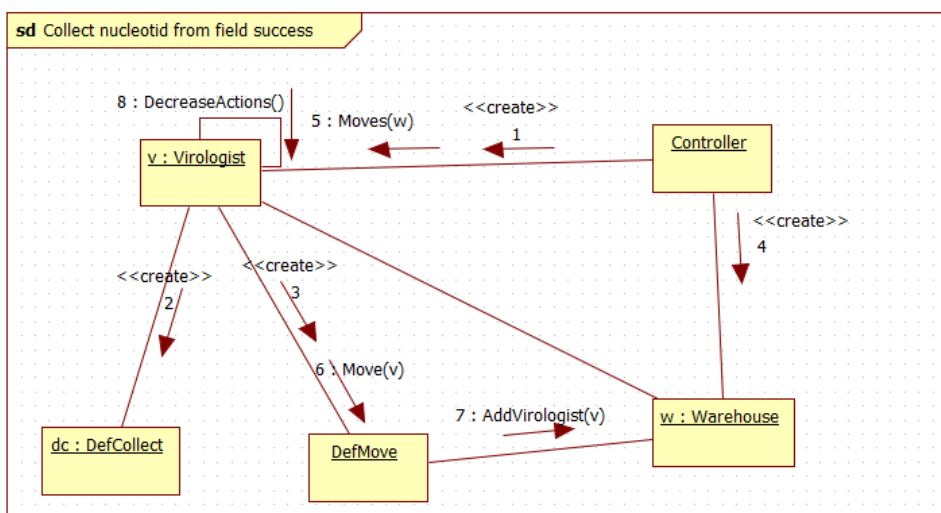 sd Collect nucleotid from field success
8 : DecreaseActions()
<<create>>
5 : Moves(w)
1
Controller
v : Virologist
<<create>>
4
<<create>>
2
<<create>>
3
6 : Move(v)
7 : AddVirologist(v)
w : Warehouse
dc : DefCollect
DefMove